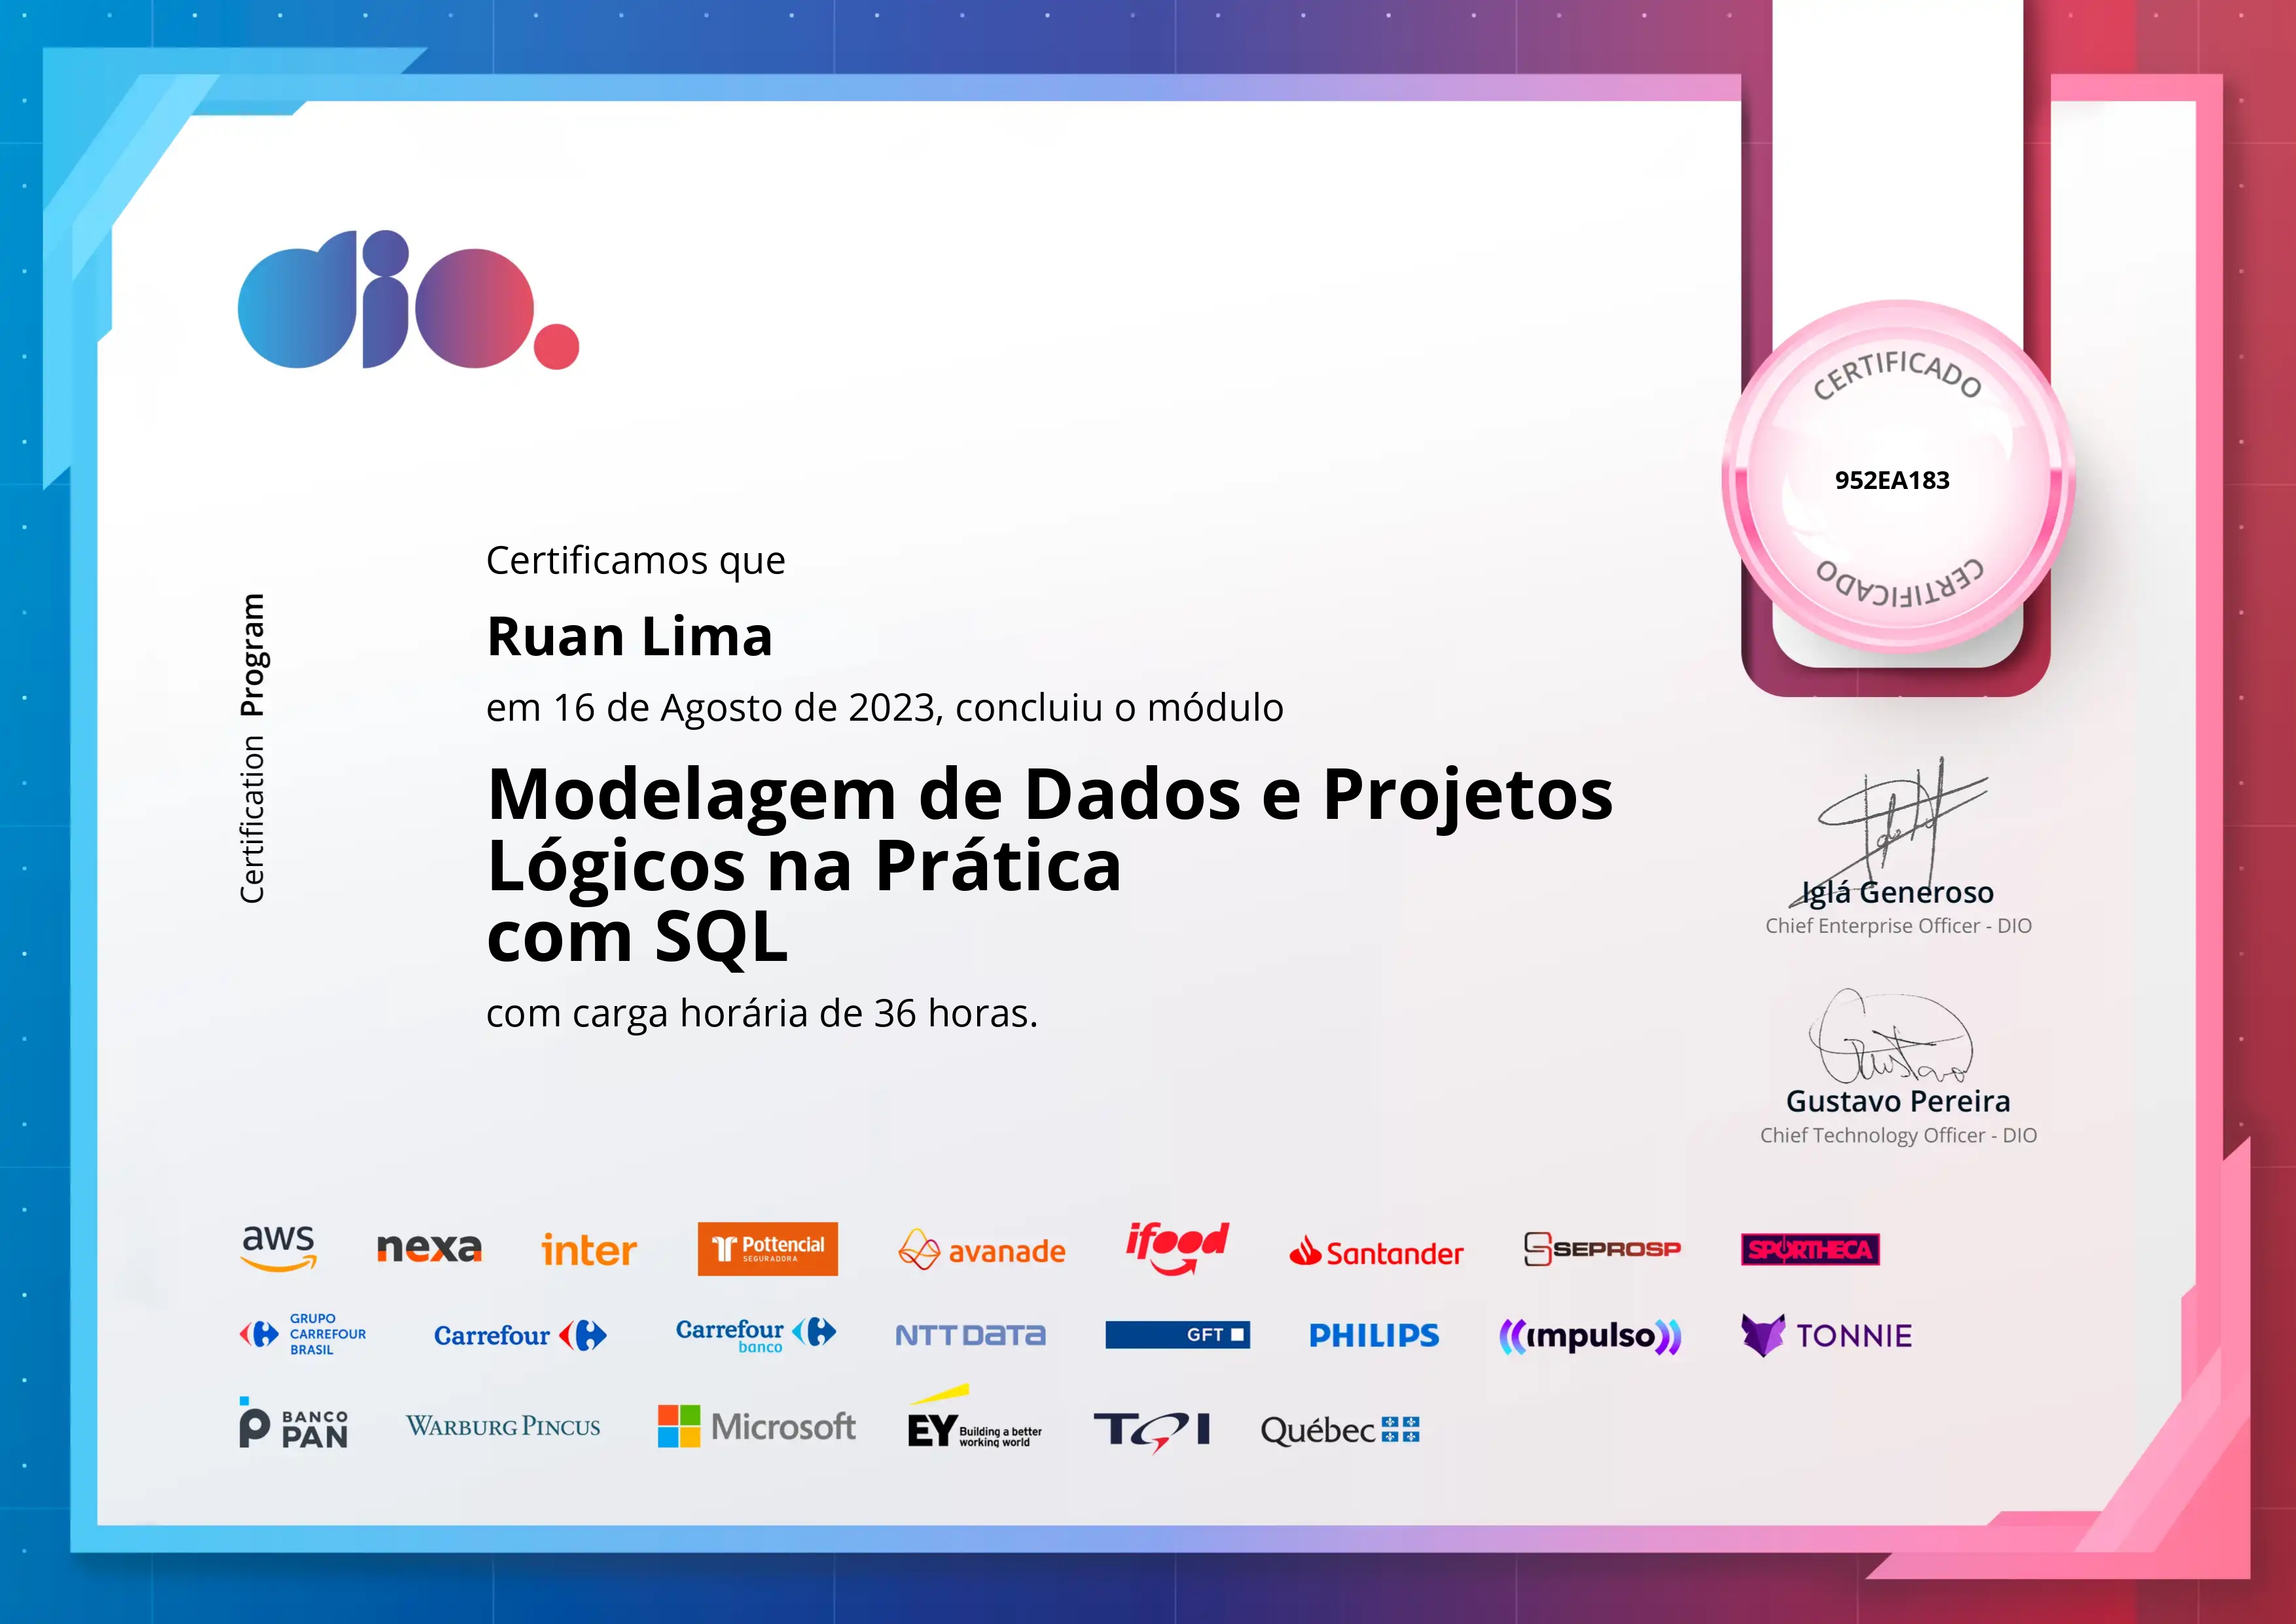 dio.
CERTIFICADO
952EA183
CERTIFICADO
Certification Program
Certificamos que
Ruan Lima
em 16 de Agosto de 2023, concluiu o módulo
Modelagem de Dados e Projetos
Lógicos na Prática
com SQL
com carga horária de 36 horas.
Iglá Generoso
Chief Enterprise Officer - DIO
Gustavo
Gustavo Pereira
Chief Technology Officer - DIO
aws nexa inter Pottencial SEGURADORA avanade ifood Santander SEPROSP SPORTHECA
GRUPO CARREFOUR BRASIL Carrefour Carrefour banco NTT DATA GFT PHILIPS impulso TONNIE
BANCO PAN WARBURG PINCUS Microsoft EY Building a better working world TQI Québec